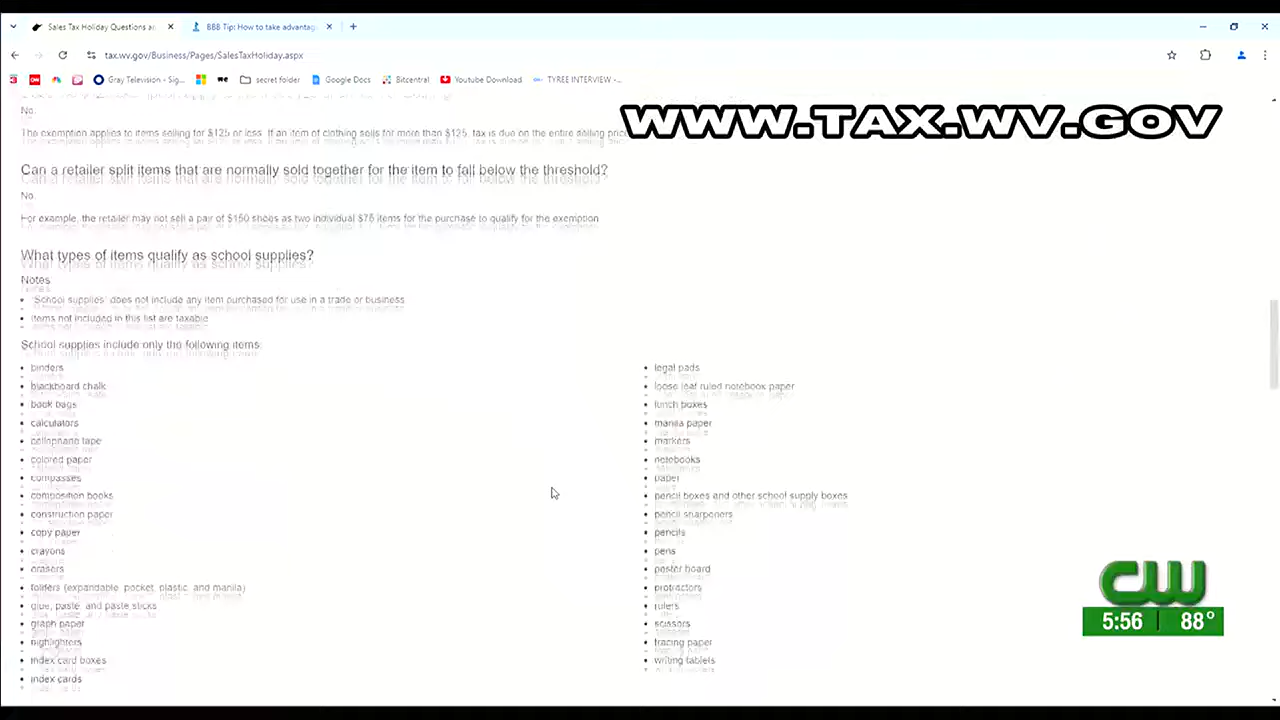 Sales Tax Holiday Questions an
BBB Tip: How to take advantag
tax.wv.gov/Business/Pages/SalesTaxHoliday.aspx
Gray Television - Sig...
we
secret folder
Google Docs
Bitcentral
Youtube Download
TYREE INTERVIEW -...
WWW.TAX.WV.GOV
No.
The exemption applies to items selling for $125 or less. If an item of clothing sells for more than $125, tax is due on the entire selling price
Can a retailer split items that are normally sold together for the item to fall below the threshold?
No.
For example, the retailer may not sell a pair of $150 shoes as two individual $75 items for the purchase to qualify for the exemption
What types of items qualify as school supplies?
Notes
"School supplies" does not include any item purchased for use in a trade or business
Items not included in this list are taxable
School supplies include only the following items:
binders
blackboard chalk
book bags
calculators
cellophane tape
colored paper
compasses
composition books
construction paper
copy paper
crayons
erasers
folders (expandable, pocket, plastic, and manila)
glue, paste, and paste sticks
graph paper
highlighters
index card boxes
index cards
legal pads
loose leaf ruled notebook paper
lunch boxes
manila paper
markers
notebooks
paper
pencil boxes and other school supply boxes
pencil sharpeners
pencils
pens
poster board
protractors
rulers
scissors
tracing paper
writing tablets
CW
5:56 88°